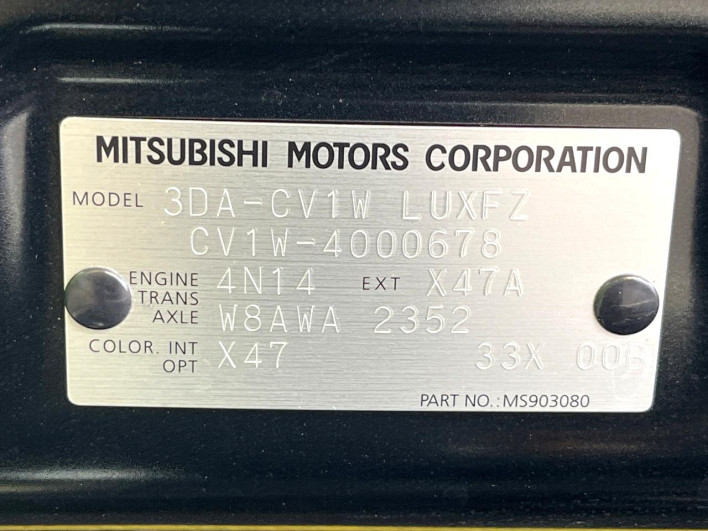 MITSUBISHI MOTORS CORPORATION
MODEL 3DA-CV1W LUXFZ
CV1W-4000678
ENGINE 4N14 EXT X47A
TRANS AXLE W8AWA 2352
COLOR. INT OPT X47 33X 006
PART NO.:MS903080